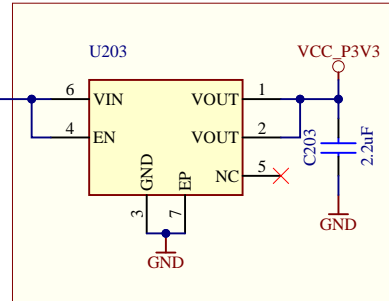 U203
VCC_P3V3
6 VIN VOUT 1
4 EN VOUT 2
NC 5
GND EP
3 7
C203
2.2uF
GND
GND